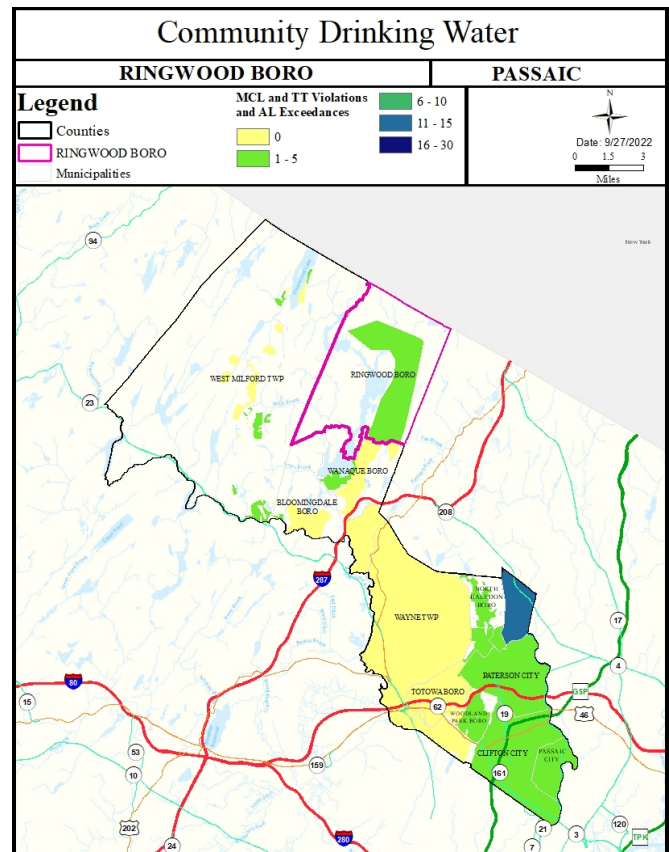 Community Drinking Water
RINGWOOD BORO
PASSAIC
Legend
Counties
RINGWOOD BORO
Municipalities
MCL and TT Violations
and AL Exceedances
0
1 - 5
6 - 10
11 - 15
16 - 30
N
Date: 9/27/2022
0 1.5 3
Miles
New York
94
WEST MILFORD TWP
RINGWOOD BORO
23
WANAQUE BORO
BLOOMINGDALE
BORO
208
287
WAYNE TWP
NORTH
HALEDON
BORO
17
4
PATERSON CITY
80
TOTOWA BORO
GSP
15
62
WOODLAND
PARK BORO
19
46
53
CLIFTON CITY
PASSAIC
CITY
159
10
161
202
24
280
21
3
120
7
TPK